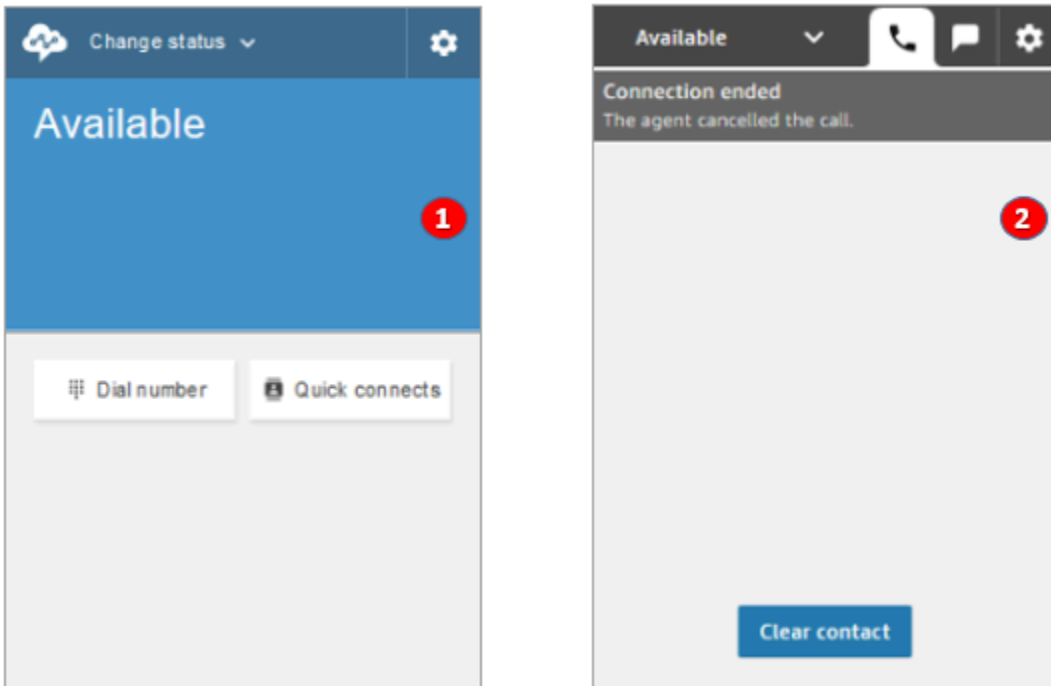 Change status
Available
1
Dial number
Quick connects
Available
Connection ended
The agent cancelled the call.
2
Clear contact